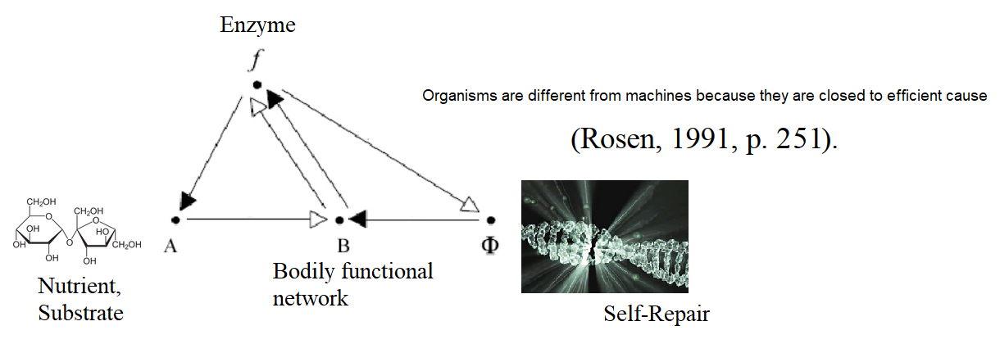 Enzyme
f
Organisms are different from machines because they are closed to efficient cause
(Rosen, 1991, p. 251).
CH₂OH
O
OH
OH
OH
O
CH₂OH
O
HO
CH₂OH
OH
A
B
Φ
Nutrient,
Substrate
Bodily functional
network
Self-Repair